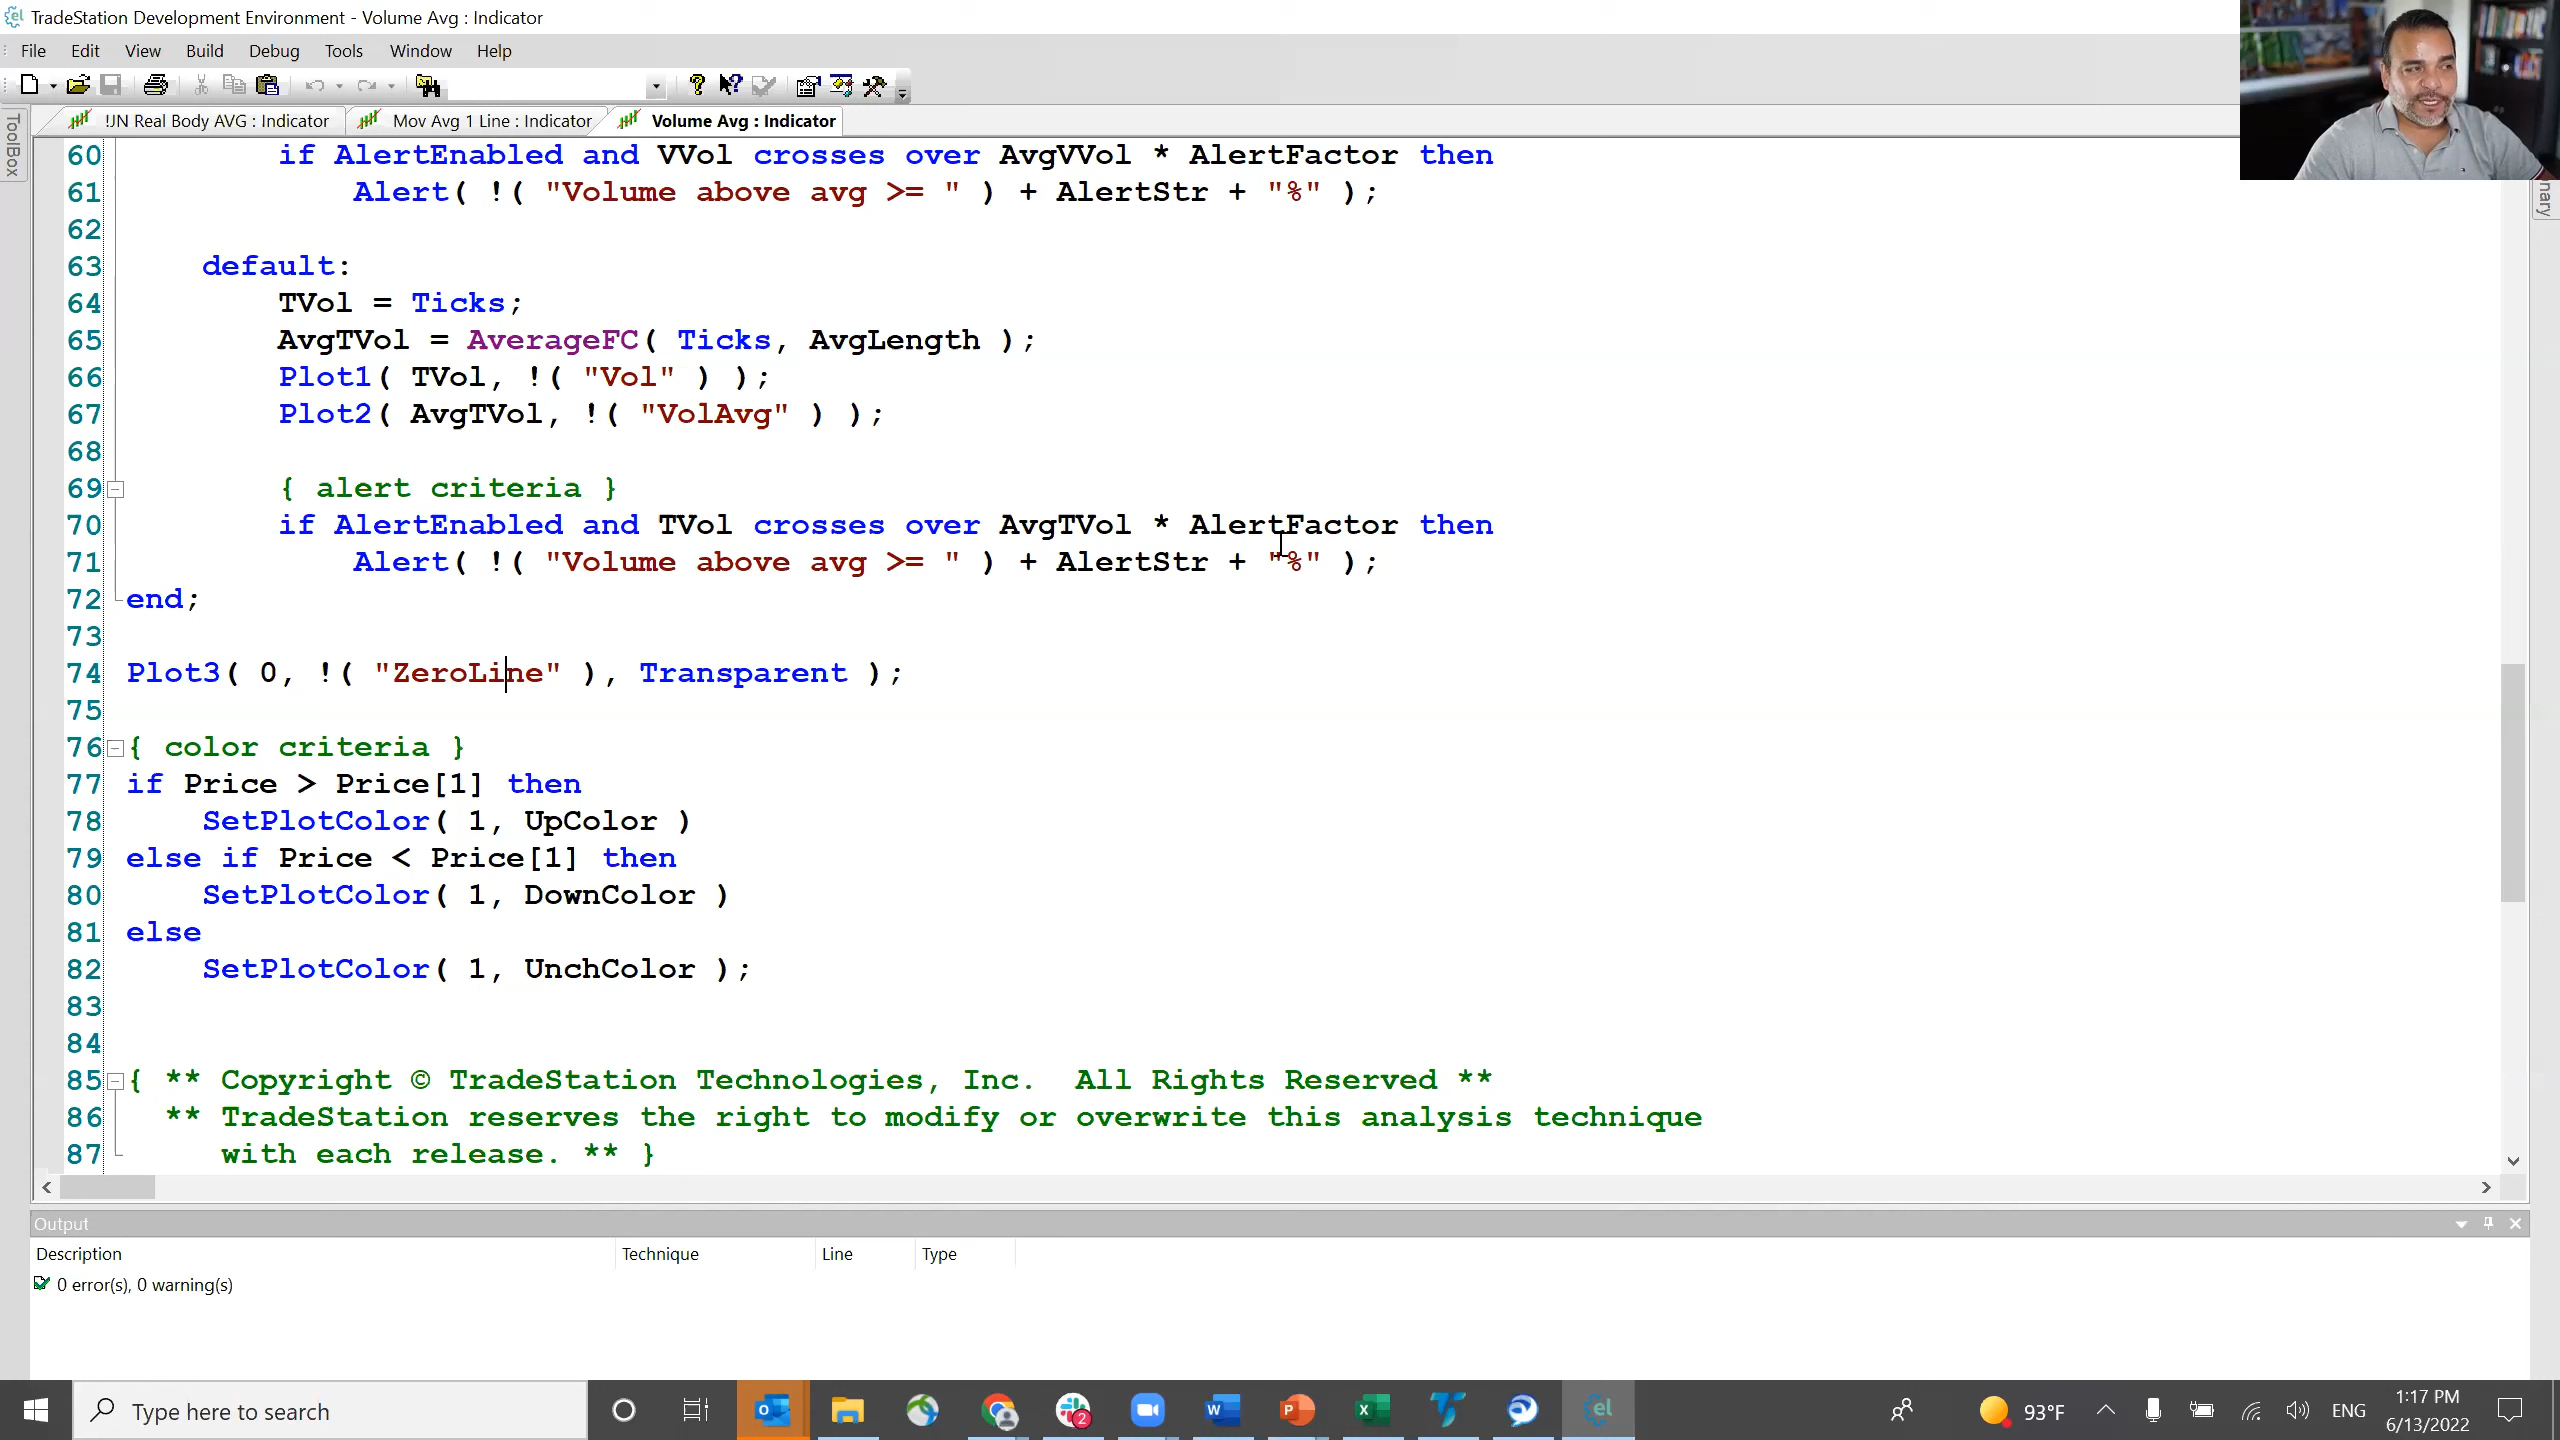 TradeStation Development Environment - Volume Avg : Indicator
File Edit View Build Debug Tools Window Help
ToolBox
!JN Real Body AVG : Indicator Mov Avg 1 Line : Indicator Volume Avg : Indicator
60 if AlertEnabled and VVol crosses over AvgVVol * AlertFactor then
61 Alert( !( "Volume above avg >= " ) + AlertStr + "%" );
62
63 default:
64 TVol = Ticks;
65 AvgTVol = AverageFC( Ticks, AvgLength );
66 Plot1( TVol, !( "Vol" ) );
67 Plot2( AvgTVol, !( "VolAvg" ) );
68
69 { alert criteria }
70 if AlertEnabled and TVol crosses over AvgTVol * AlertFactor then
71 Alert( !( "Volume above avg >= " ) + AlertStr + "%" );
72 end;
73
74 Plot3( 0, !( "ZeroLine" ), Transparent );
75
76 { color criteria }
77 if Price > Price[1] then
78 SetPlotColor( 1, UpColor )
79 else if Price < Price[1] then
80 SetPlotColor( 1, DownColor )
81 else
82 SetPlotColor( 1, UnchColor );
83
84
85 { ** Copyright © TradeStation Technologies, Inc. All Rights Reserved **
86 ** TradeStation reserves the right to modify or overwrite this analysis technique
87 with each release. ** }
Output
Description Technique Line Type
0 error(s), 0 warning(s)
Type here to search
2
93°F
ENG
1:17 PM
6/13/2022